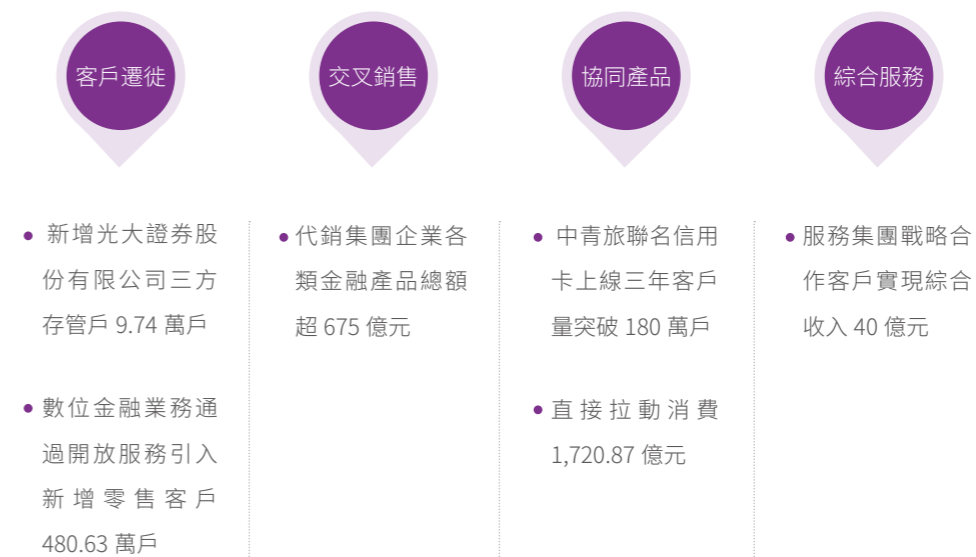 客戶遷徙
新增光大證券股
份有限公司三方
存管戶 9.74 萬戶
數位金融業務通
過開放服務引入
新增零售客戶
480.63 萬戶
交叉銷售
代銷集團企業各
類金融產品總額
超 675 億元
協同產品
中青旅聯名信用
卡上線三年客戶
量突破 180 萬戶
直接拉動消費
1,720.87 億元
綜合服務
服務集團戰略合
作客戶實現綜合
收入 40 億元